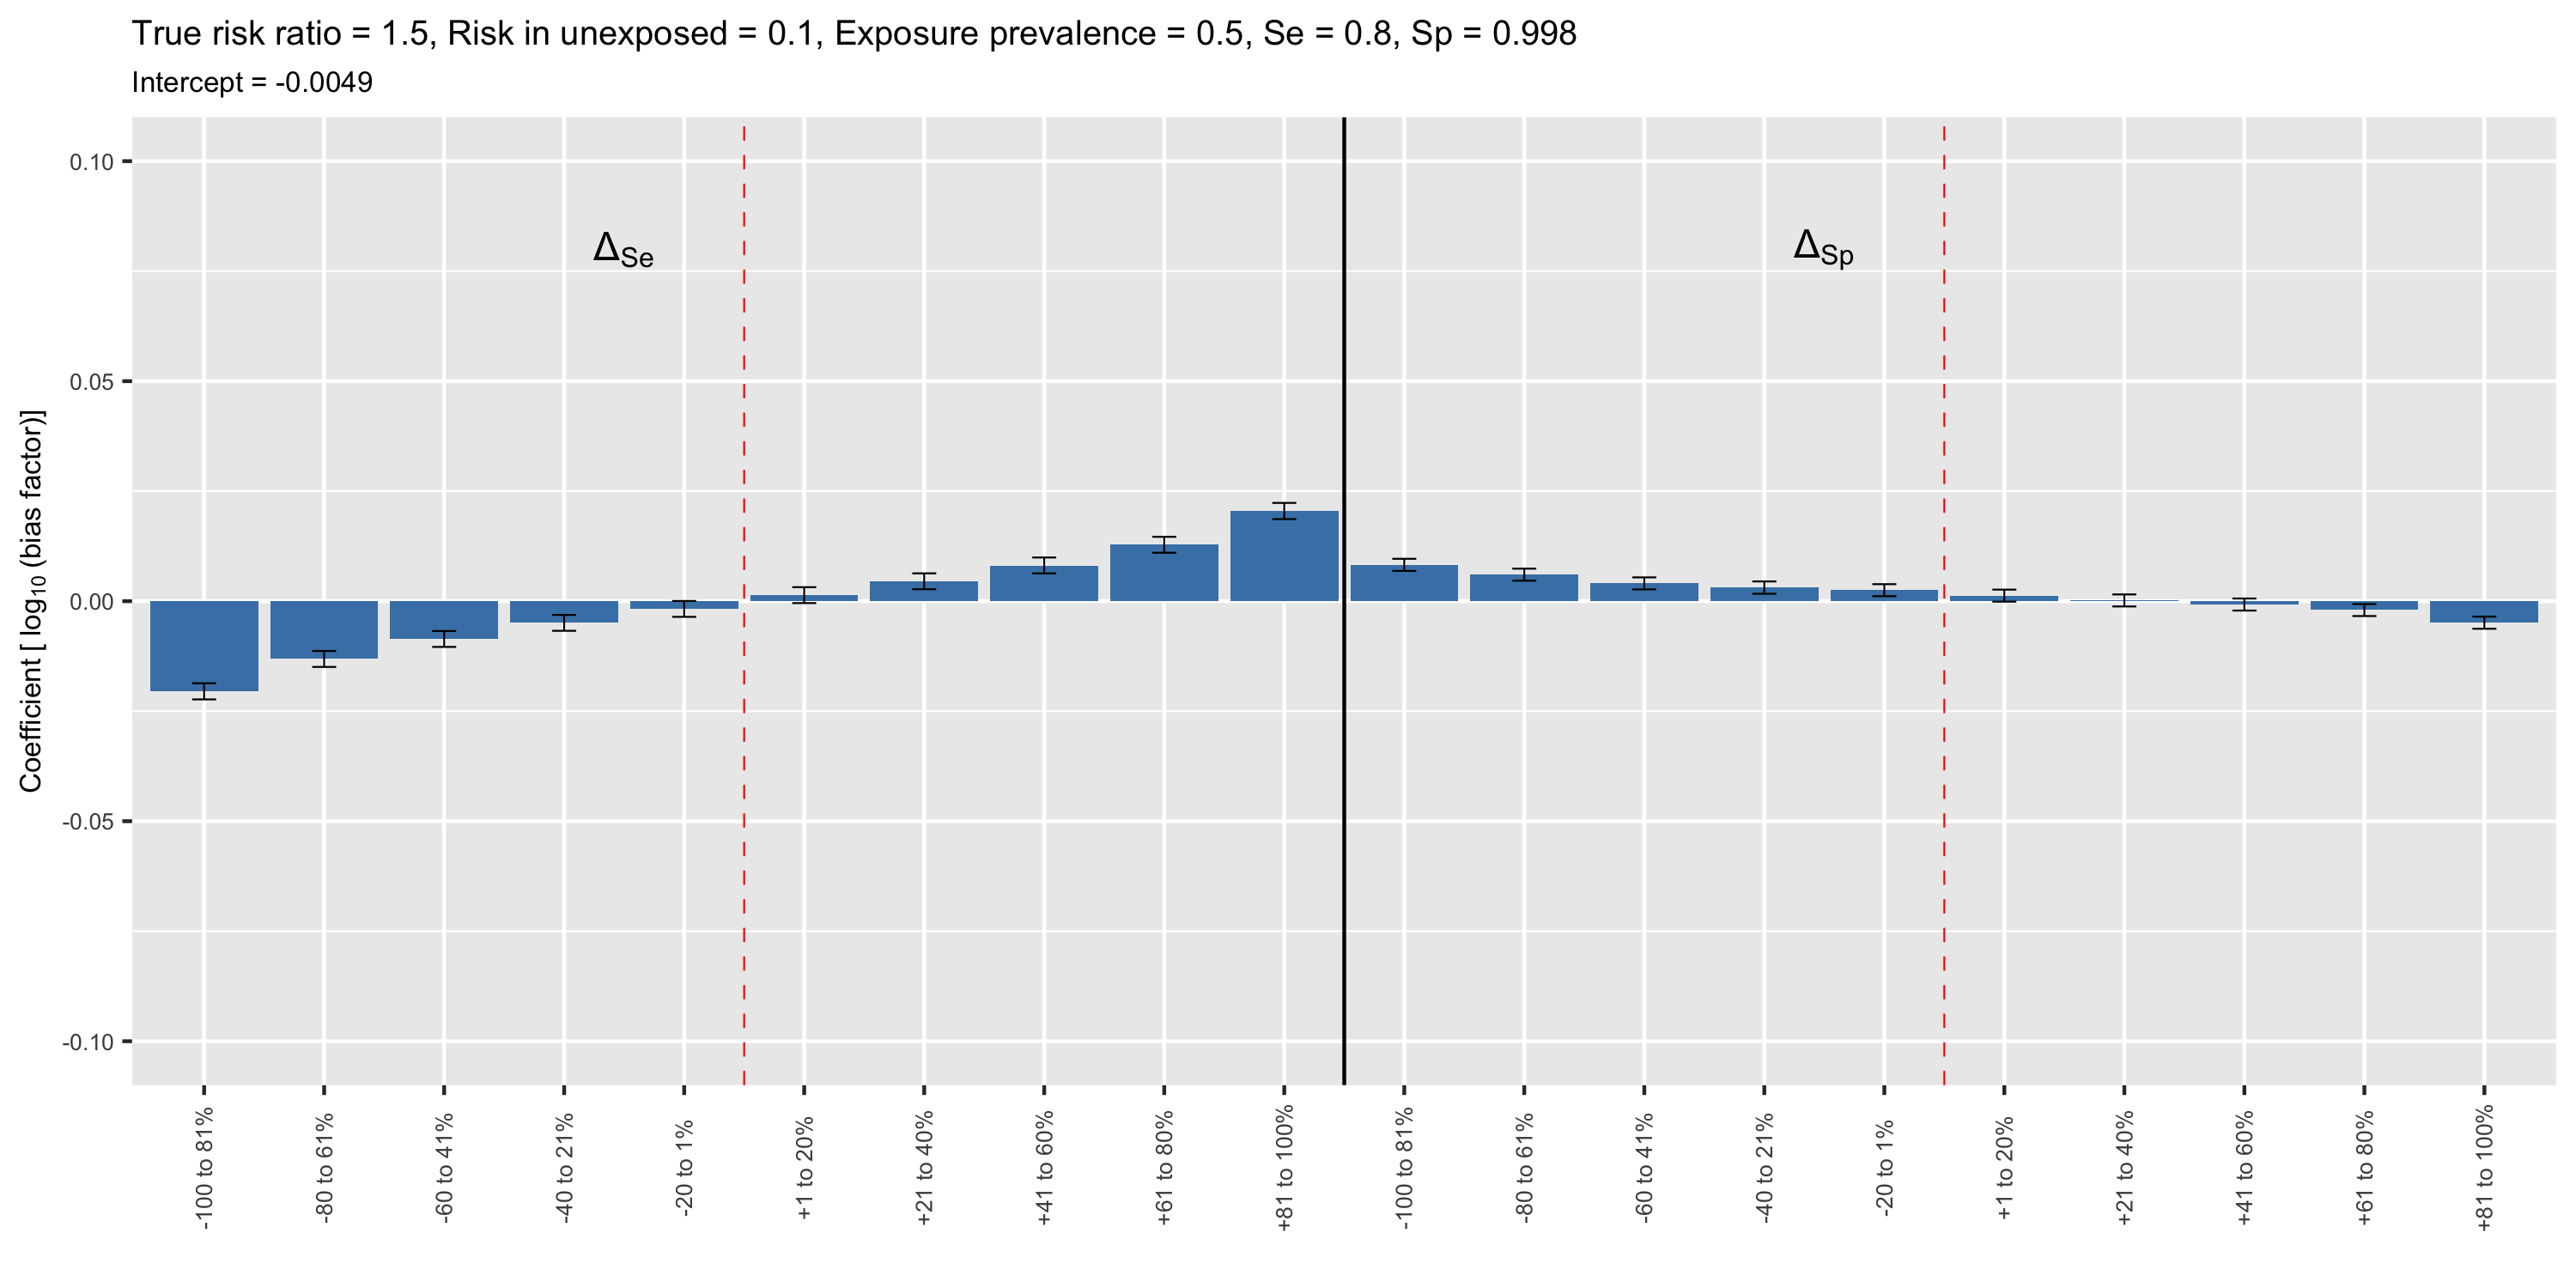 True risk ratio = 1.5, Risk in unexposed = 0.1, Exposure prevalence = 0.5, Se = 0.8, Sp = 0.998
Intercept = -0.0049
Coefficient [ log10 (bias factor)]
0.10
0.05
0.00
-0.05
-0.10
ΔSe
ΔSp
-100 to 81%
-80 to 61%
-60 to 41%
-40 to 21%
-20 to 1%
+1 to 20%
+21 to 40%
+41 to 60%
+61 to 80%
+81 to 100%
-100 to 81%
-80 to 61%
-60 to 41%
-40 to 21%
-20 to 1%
+1 to 20%
+21 to 40%
+41 to 60%
+61 to 80%
+81 to 100%